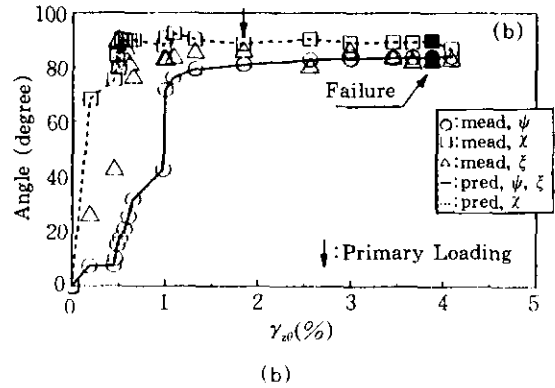 (b)
100
80
60
40
20
0
Angle (degree)
Failure
○:mead, ψ
□:mead, χ
△:mead, ξ
—:pred, ψ, ξ
…:pred, χ
↓:Primary Loading
0 1 2 3 4 5
γzθ(%)
(b)